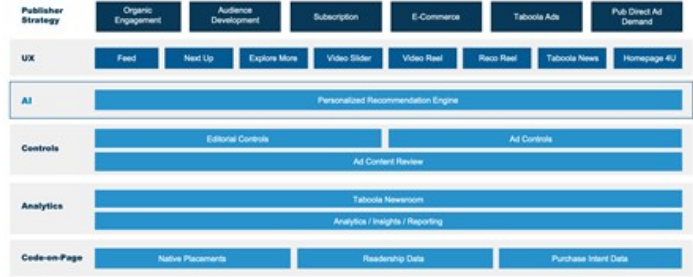 Publisher Strategy
Organic Engagement
Audience Development
Subscription
E-Commerce
Taboola Ads
Pub Direct Ad Demand
UX
Feed
Next Up
Explore More
Video Slider
Video Reel
Reco Reel
Taboola News
Homepage 4U
AI
Personalized Recommendation Engine
Controls
Editorial Controls
Ad Controls
Ad Content Review
Analytics
Taboola Newsroom
Analytics / Insights / Reporting
Code-on-Page
Native Placements
Readership Data
Purchase Intent Data